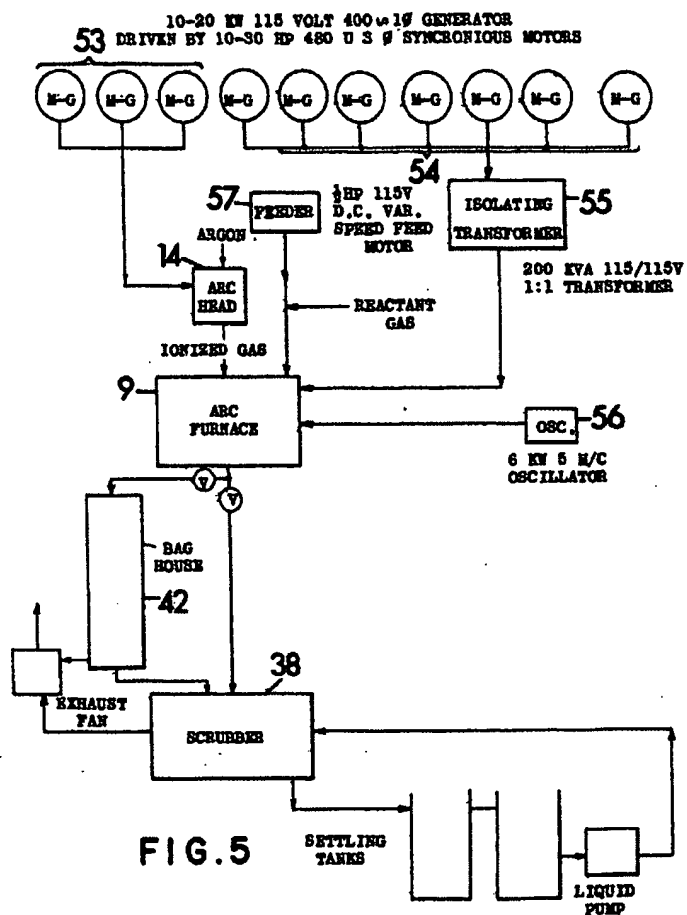 10-20 KW 115 VOLT 400 ∿ 1Ø GENERATOR
53 DRIVEN BY 10-30 HP 480 U 3 Ø SYNCRONIOUS MOTORS
M-G M-G M-G M-G M-G M-G M-G M-G M-G M-G
54
57 FEEDER
½HP 115V
D.C. VAR.
SPEED FEED
MOTOR
ISOLATING
TRANSFORMER
55
200 KVA 115/115V
1:1 TRANSFORMER
ARGON
14
ARC
HEAD
REACTANT
GAS
IONIZED GAS
9
ARC
FURNACE
OSC. 56
6 KW 5 M/C
OSCILLATOR
V
V
BAG
HOUSE
42
38
EXHAUST
FAN
SCRUBBER
FIG.5
SETTLING
TANKS
LIQUID
PUMP